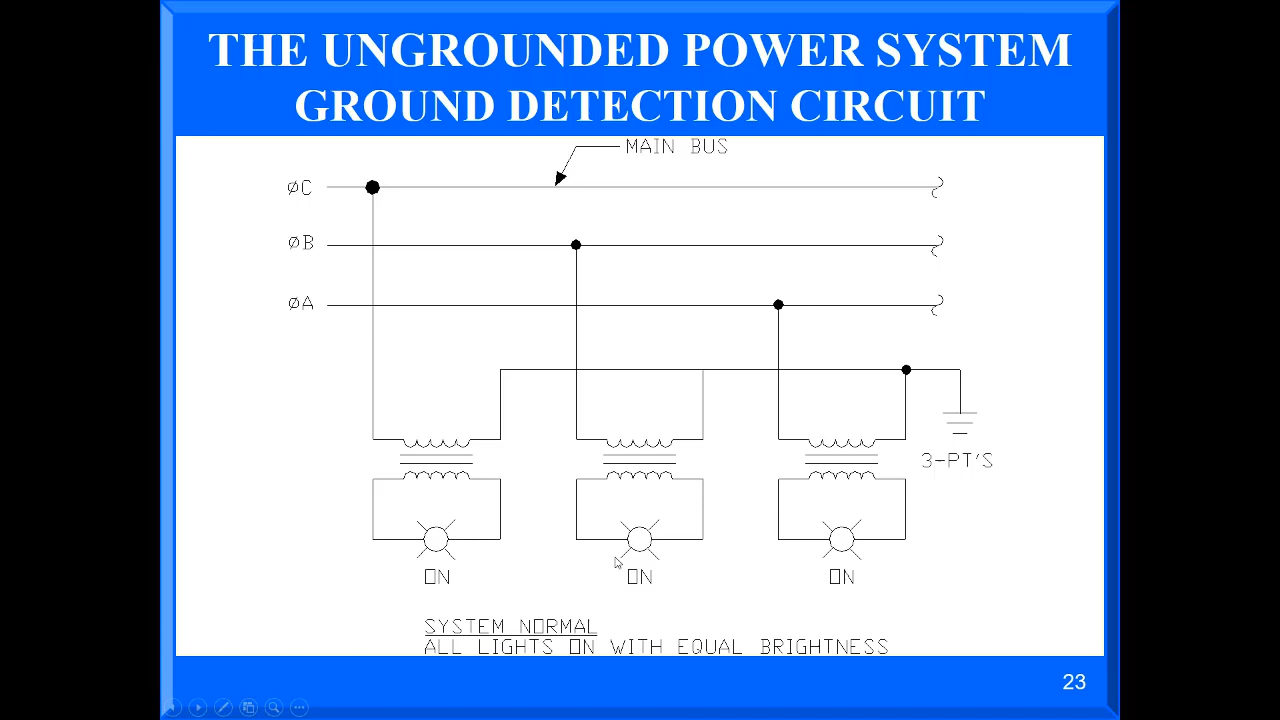 THE UNGROUNDED POWER SYSTEM
GROUND DETECTION CIRCUIT
MAIN BUS
øC
øB
øA
3-PT'S
ON ON ON
SYSTEM NORMAL
ALL LIGHTS ON WITH EQUAL BRIGHTNESS
23